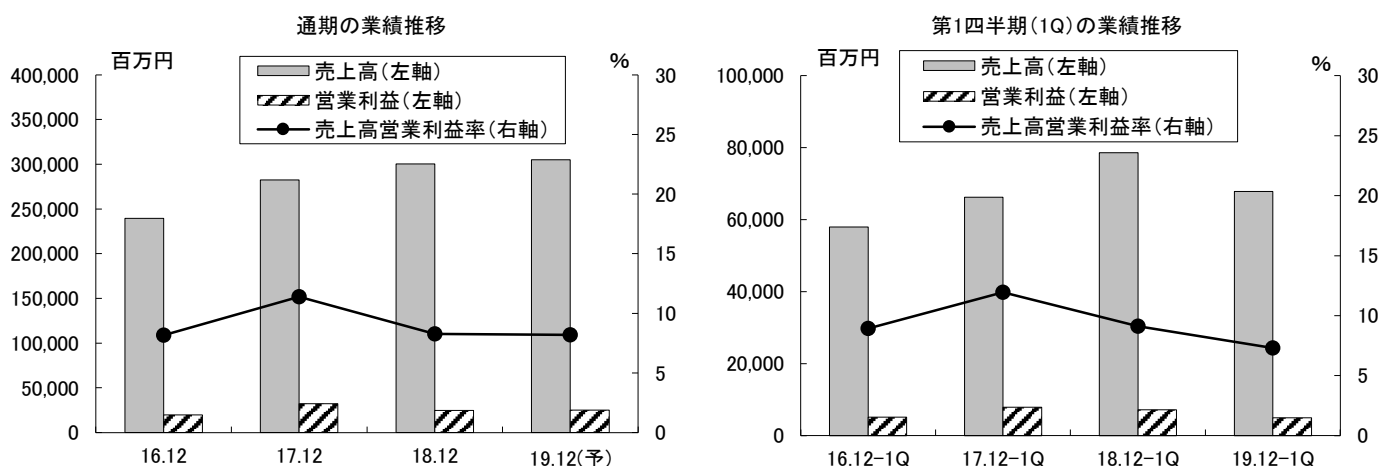 通期の業績推移
百万円
%
売上高(左軸)
営業利益(左軸)
売上高営業利益率(右軸)
400,000
350,000
300,000
250,000
200,000
150,000
100,000
50,000
0
30
25
20
15
10
5
0
16.12
17.12
18.12
19.12(予)
第1四半期(1Q)の業績推移
百万円
%
売上高(左軸)
営業利益(左軸)
売上高営業利益率(右軸)
100,000
80,000
60,000
40,000
20,000
0
30
25
20
15
10
5
0
16.12-1Q
17.12-1Q
18.12-1Q
19.12-1Q